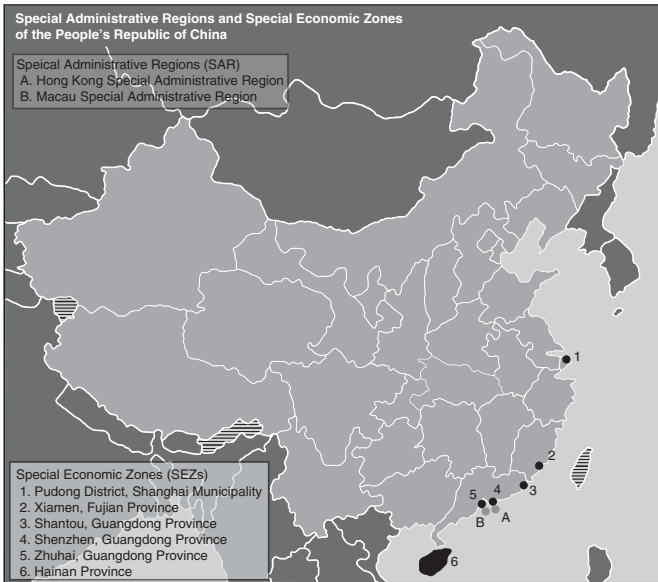 Special Administrative Regions and Special Economic Zones
of the People's Republic of China
Speical Administrative Regions (SAR)
A. Hong Kong Special Administrative Region
B. Macau Special Administrative Region
1
2
3
4
5
A
B
6
Special Economic Zones (SEZs)
1. Pudong District, Shanghai Municipality
2. Xiamen, Fujian Province
3. Shantou, Guangdong Province
4. Shenzhen, Guangdong Province
5. Zhuhai, Guangdong Province
6. Hainan Province